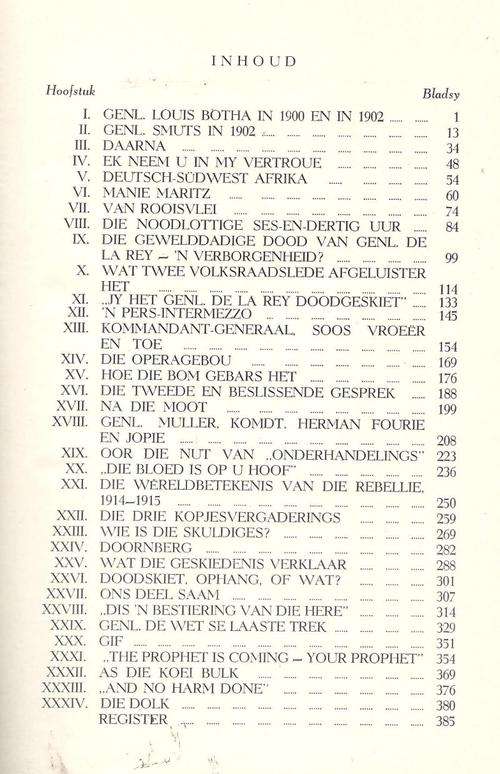 INHOUD
Hoofstuk Bladsy
I. GENL. LOUIS BOTHA IN 1900 EN IN 1902 ...... ...... 1
II. GENL. SMUTS IN 1902 ...... ...... ...... ...... ...... 13
III. DAARNA ...... ...... ...... ...... ...... ...... ...... 34
IV. EK NEEM U IN MY VERTROUE ...... ...... ...... 48
V. DEUTSCH-SÜDWEST AFRIKA ...... ...... ...... 54
VI. MANIE MARITZ ...... ...... ...... ...... ...... ...... 60
VII. VAN ROOISVLEI ...... ...... ...... ...... ...... ...... 74
VIII. DIE NOODLOTTIGE SES-EN-DERTIG UUR ...... ...... 84
IX. DIE GEWELDDADIGE DOOD VAN GENL. DE
LA REY — 'N VERBORGENHEID? ...... ...... ...... 99
X. WAT TWEE VOLKSRAADSLEDE AFGELUISTER
HET ...... ...... ...... ...... ...... ...... ...... ...... 114
XI. „JY HET GENL. DE LA REY DOODGESKIET" ...... 133
XII. 'N PERS-INTERMEZZO ...... ...... ...... ...... ...... 145
XIII. KOMMANDANT-GENERAAL, SOOS VROEËR
EN TOE ...... ...... ...... ...... ...... ...... ...... 154
XIV. DIE OPERAGEBOU ...... ...... ...... ...... ...... 169
XV. HOE DIE BOM GEBARS HET ...... ...... ...... ...... 176
XVI. DIE TWEEDE EN BESLISSENDE GESPREK ...... 188
XVII. NA DIE MOOT ...... ...... ...... ...... ...... ...... 199
XVIII. GENL. MULLER, KOMDT. HERMAN FOURIE
EN JOPIE ...... ...... ...... ...... ...... ...... ...... 208
XIX. OOR DIE NUT VAN „ONDERHANDELINGS" 223
XX. „DIE BLOED IS OP U HOOF" ...... ...... ...... ...... 236
XXI. DIE WÊRELDBETEKENIS VAN DIE REBELLIE,
1914—1915 ...... ...... ...... ...... ...... ...... ...... 250
XXII. DIE DRIE KOPJESVERGADERINGS ...... ...... ...... 259
XXIII. WIE IS DIE SKULDIGES? ...... ...... ...... ...... 269
XXIV. DOORNBERG ...... ...... ...... ...... ...... ...... 282
XXV. WAT DIE GESKIEDENIS VERKLAAR ...... ...... 288
XXVI. DOODSKIET, OPHANG, OF WAT? ...... ...... ...... 301
XXVII. ONS DEEL SAAM ...... ...... ...... ...... ...... 307
XXVIII. „DIS 'N BESTIERING VAN DIE HERE" ...... ...... 314
XXIX. GENL. DE WET SE LAASTE TREK ...... ...... ...... 329
XXX. GIF ...... ...... ...... ...... ...... ...... ...... ...... 351
XXXI. „THE PROPHET IS COMING — YOUR PROPHET" 354
XXXII. AS DIE KOEI BULK ...... ...... ...... ...... ...... 369
XXXIII. „AND NO HARM DONE" ...... ...... ...... ...... 376
XXXIV. DIE DOLK ...... ...... ...... ...... ...... ...... ...... 380
REGISTER ...... ...... ...... ...... ...... ...... ...... 385